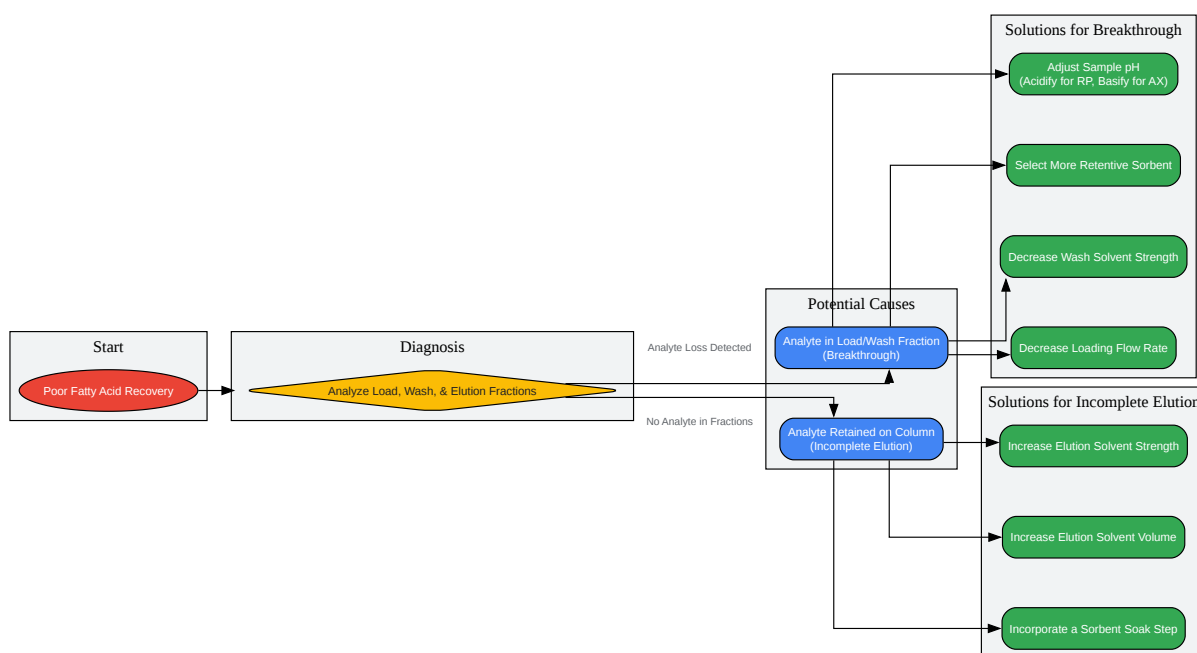 Start
Poor Fatty Acid Recovery
Diagnosis
Analyze Load, Wash, & Elution Fractions
Analyte Loss Detected
No Analyte in Fractions
Potential Causes
Analyte in Load/Wash Fraction
(Breakthrough)
Analyte Retained on Column
(Incomplete Elution)
Solutions for Breakthrough
Adjust Sample pH
(Acidify for RP, Basify for AX)
Select More Retentive Sorbent
Decrease Wash Solvent Strength
Decrease Loading Flow Rate
Solutions for Incomplete Elution
Increase Elution Solvent Strength
Increase Elution Solvent Volume
Incorporate a Sorbent Soak Step